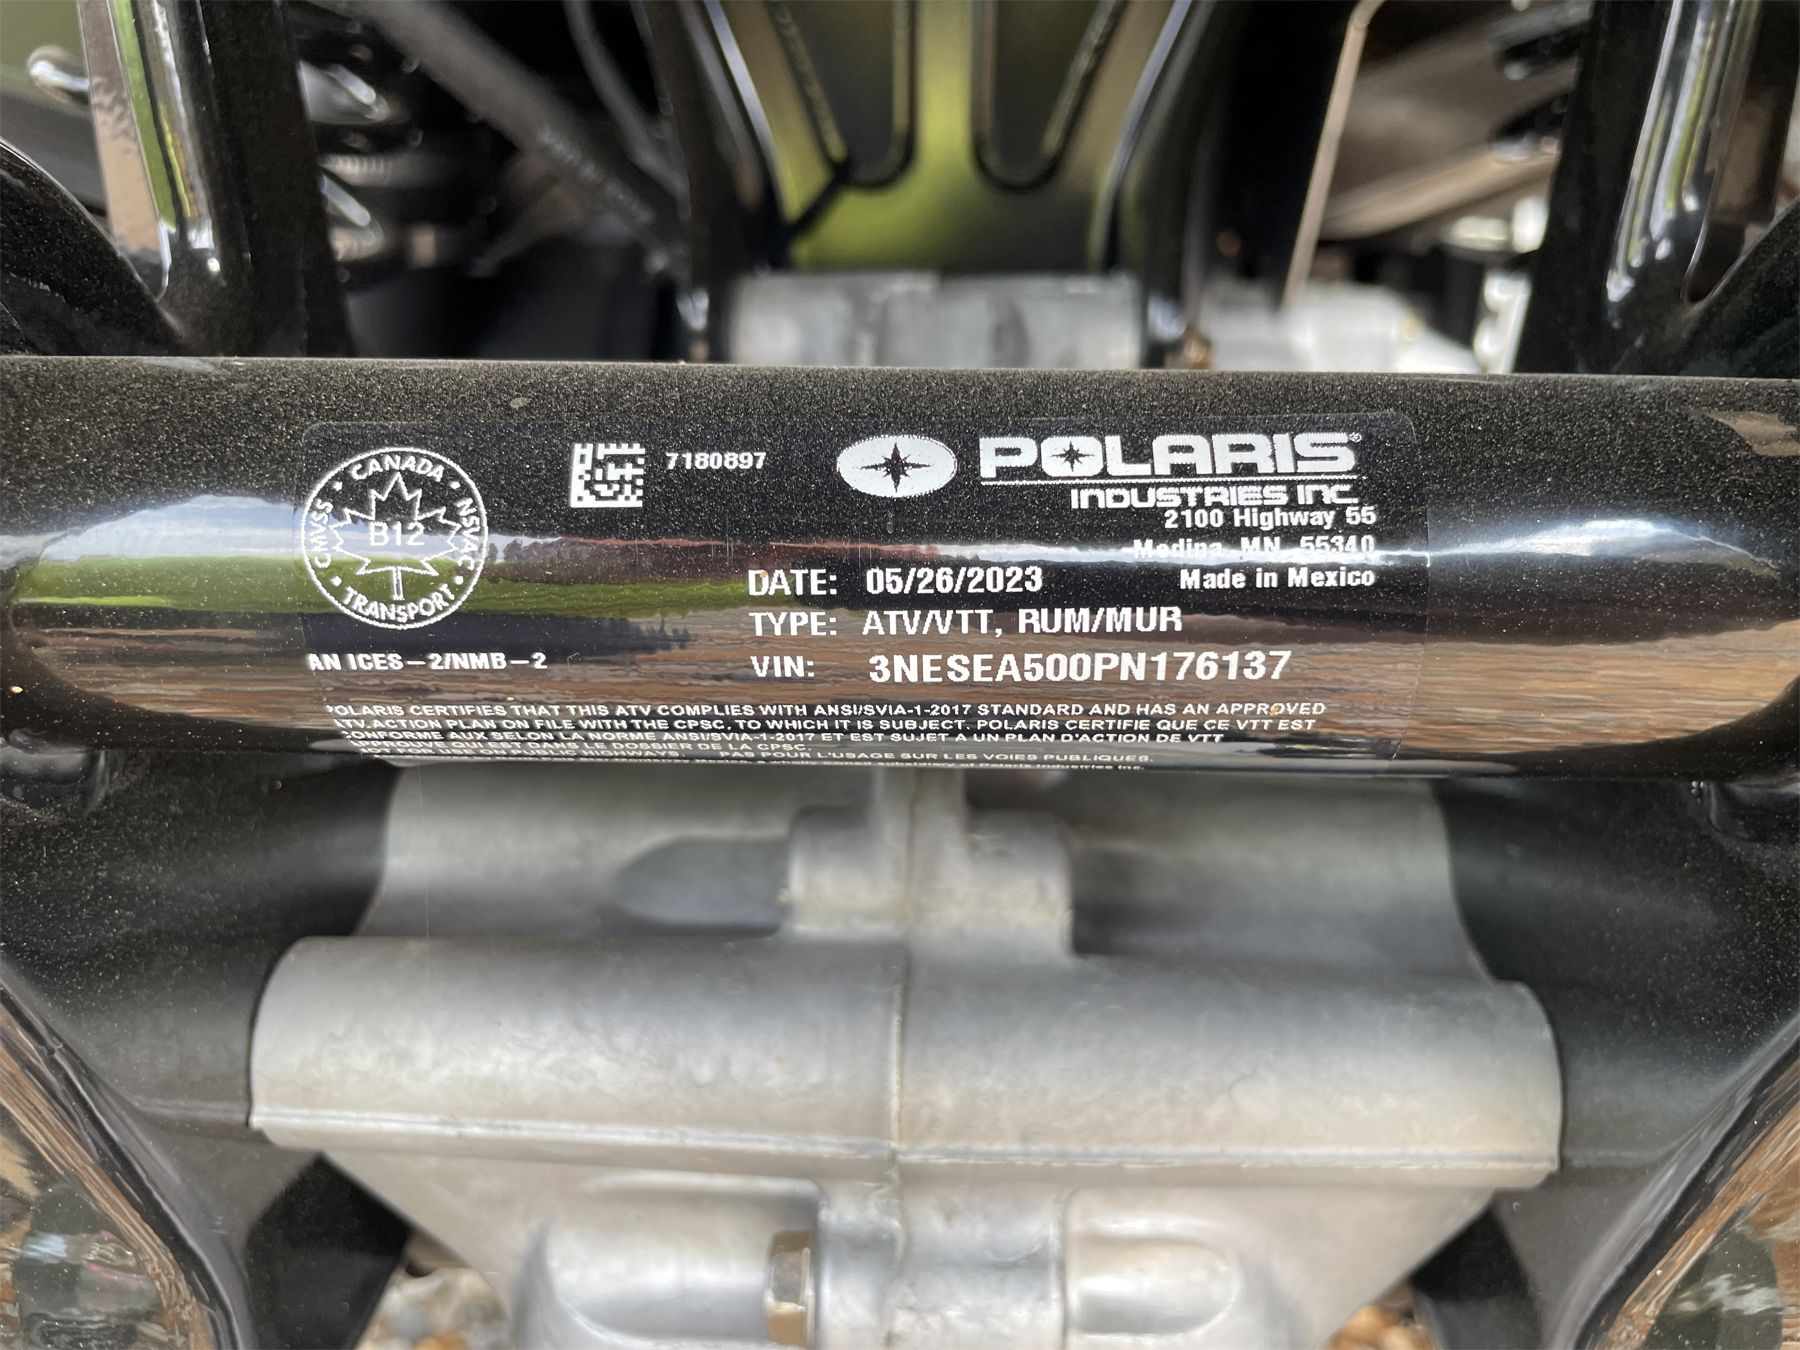 CANADA
CMVSS
NSVAC
B12
TRANSPORT
7180897
POLARIS®
INDUSTRIES INC.
2100 Highway 55
Medina MN 55340
Made in Mexico
DATE: 05/26/2023
TYPE: ATV/VTT, RUM/MUR
VIN: 3NESEA500PN176137
AN ICES-2/NMB-2
POLARIS CERTIFIES THAT THIS ATV COMPLIES WITH ANSI/SVIA-1-2017 STANDARD AND HAS AN APPROVED
ATV ACTION PLAN ON FILE WITH THE CPSC, TO WHICH IT IS SUBJECT. POLARIS CERTIFIE QUE CE VTT EST
CONFORME AUX SELON LA NORME ANSI/SVIA-1-2017 ET EST SUJET A UN PLAN D'ACTION DE VTT
APPROUVE QUI EST DANS LE DOSSIER DE LA CPSC.
PAS POUR L'USAGE SUR LES VOIES PUBLIQUES.
Industries Inc.